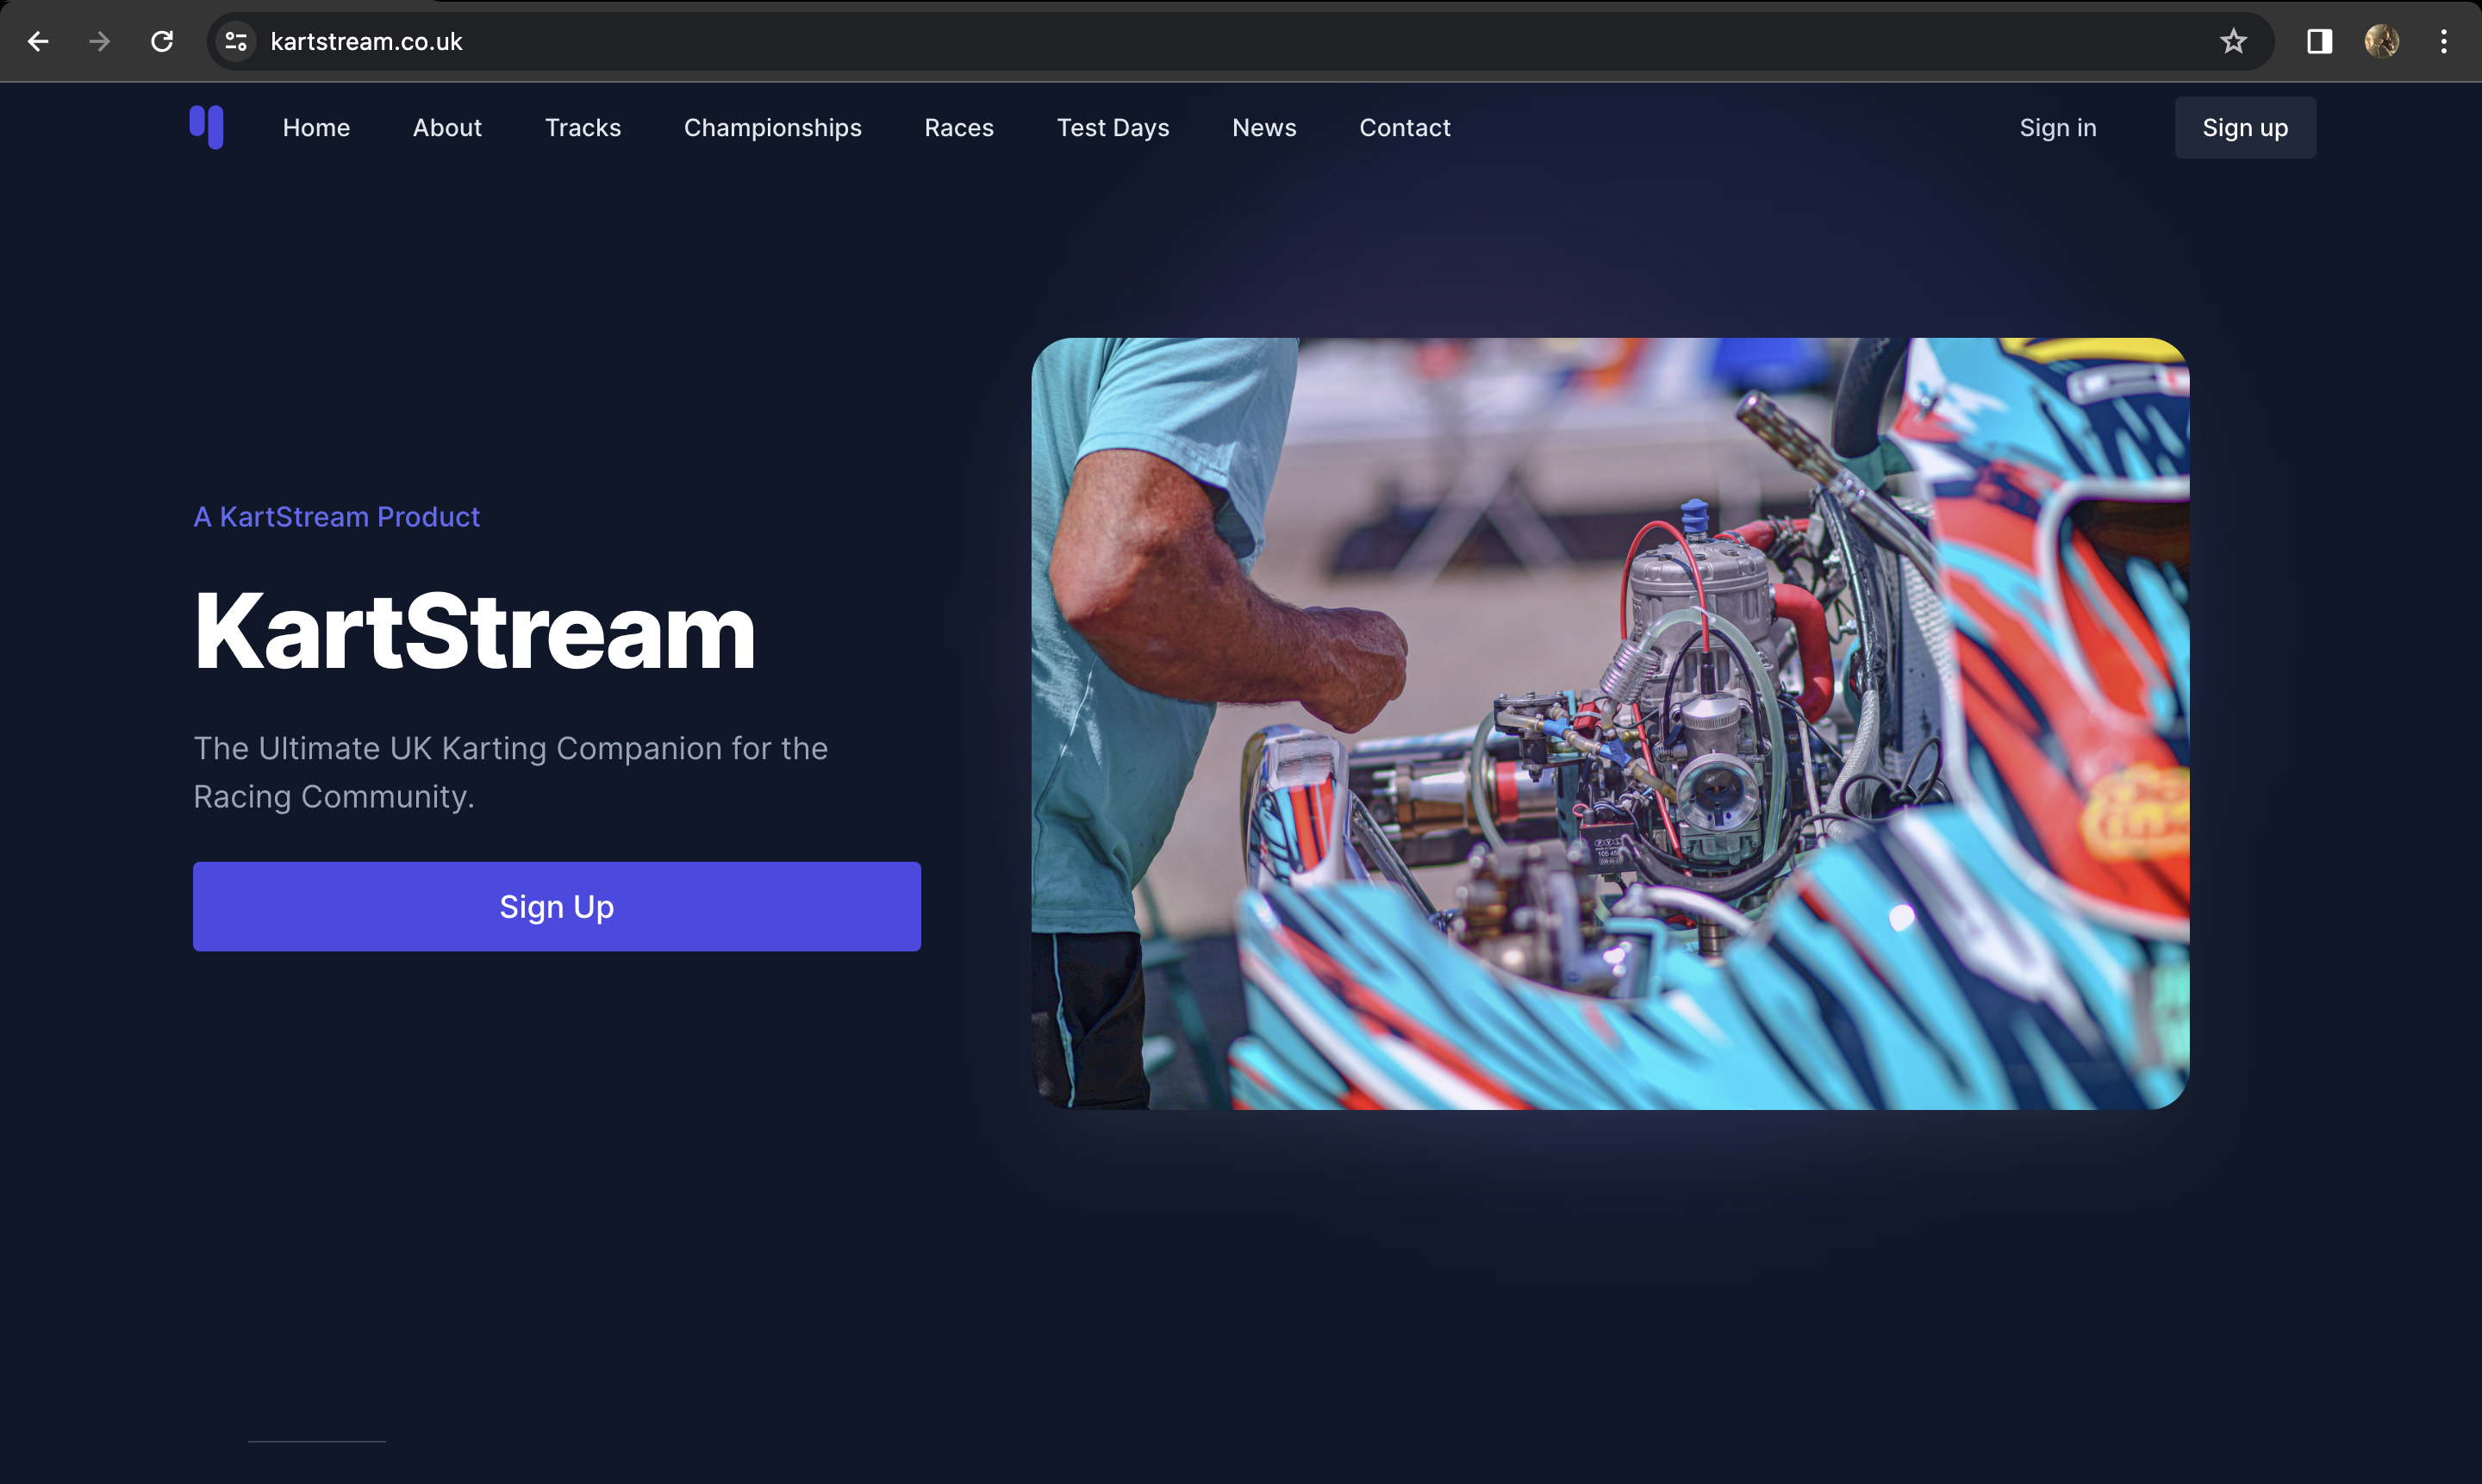 kartstream.co.uk
Home About Tracks Championships Races Test Days News Contact Sign in Sign up
A KartStream Product
KartStream
The Ultimate UK Karting Companion for the
Racing Community.
Sign Up